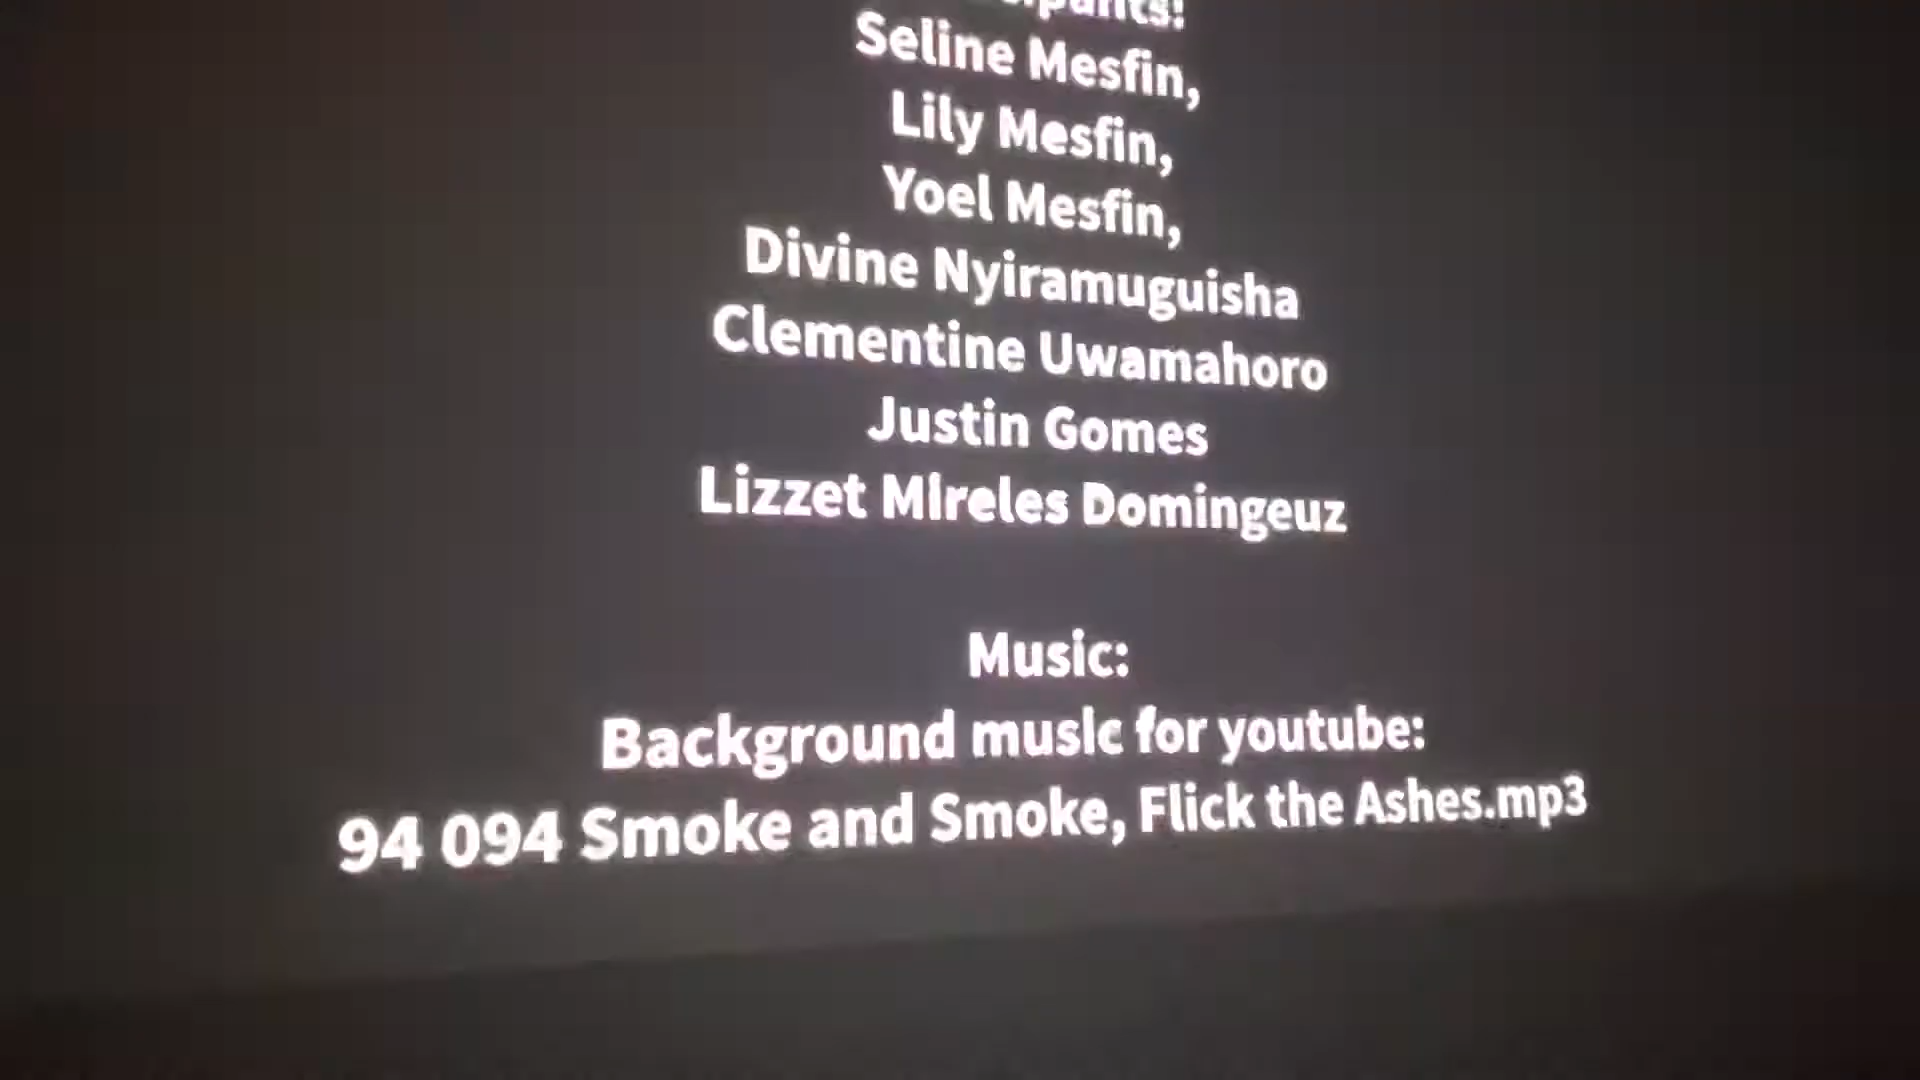 Seline Mesfin,
Lily Mesfin,
Yoel Mesfin,
Divine Nyiramuguisha
Clementine Uwamahoro
Justin Gomes
Lizzet Mireles Domingeuz
Music:
Background music for youtube:
94 094 Smoke and Smoke, Flick the Ashes.mp3